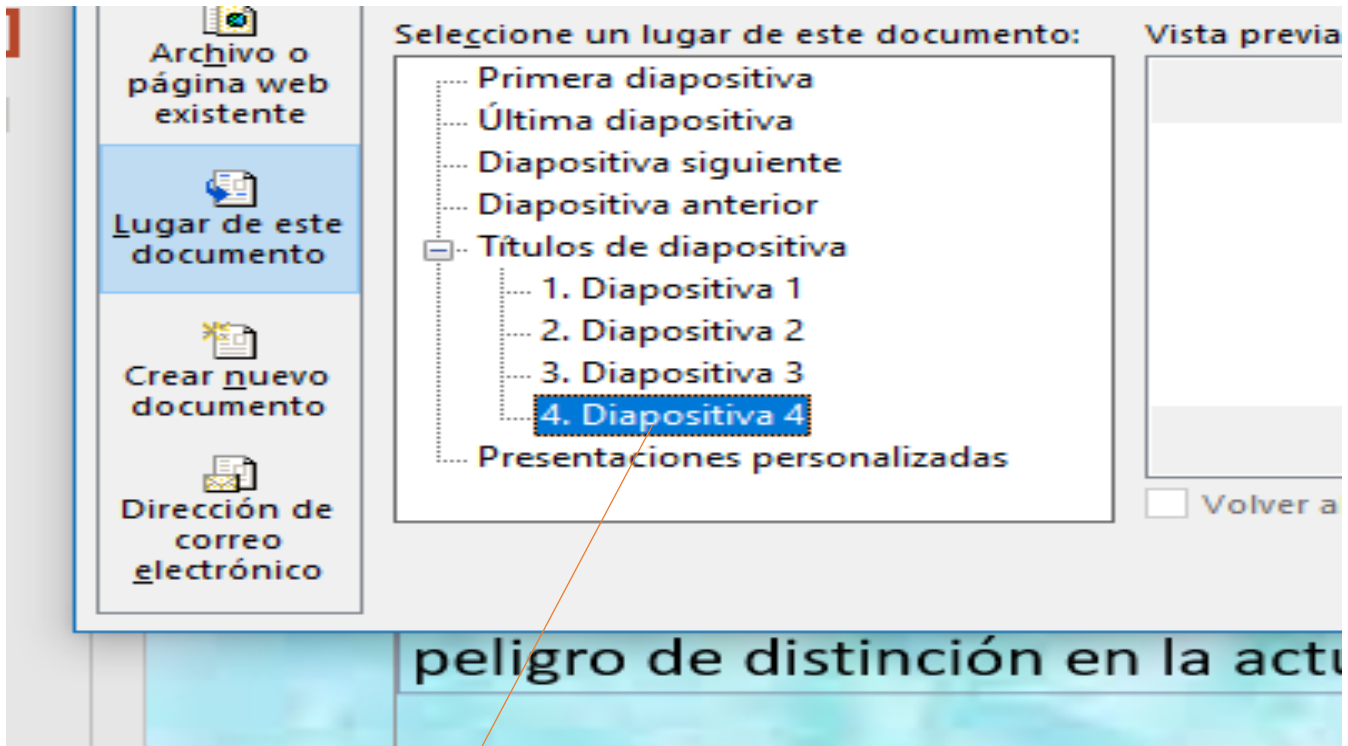 Archivo o
página web
existente
Lugar de este
documento
Crear nuevo
documento
Dirección de
correo
electrónico
Seleccione un lugar de este documento:
Primera diapositiva
Última diapositiva
Diapositiva siguiente
Diapositiva anterior
Títulos de diapositiva
1. Diapositiva 1
2. Diapositiva 2
3. Diapositiva 3
4. Diapositiva 4
Presentaciones personalizadas
Vista previa
Volver a
peligro de distinción en la actu